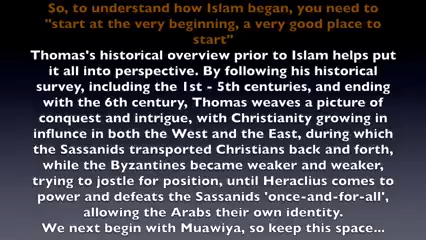 So, to understand how Islam began, you need to
"start at the very beginning, a very good place to
start"
Thomas's historical overview prior to Islam helps put
it all into perspective. By following his historical
survey, including the 1st - 5th centuries, and ending
with the 6th century, Thomas weaves a picture of
conquest and intrigue, with Christianity growing in
influnce in both the West and the East, during which
the Sassanids transported Christians back and forth,
while the Byzantines became weaker and weaker,
trying to jostle for position, until Heraclius comes to
power and defeats the Sassanids 'once-and-for-all',
allowing the Arabs their own identity.
We next begin with Muawiya, so keep this space...